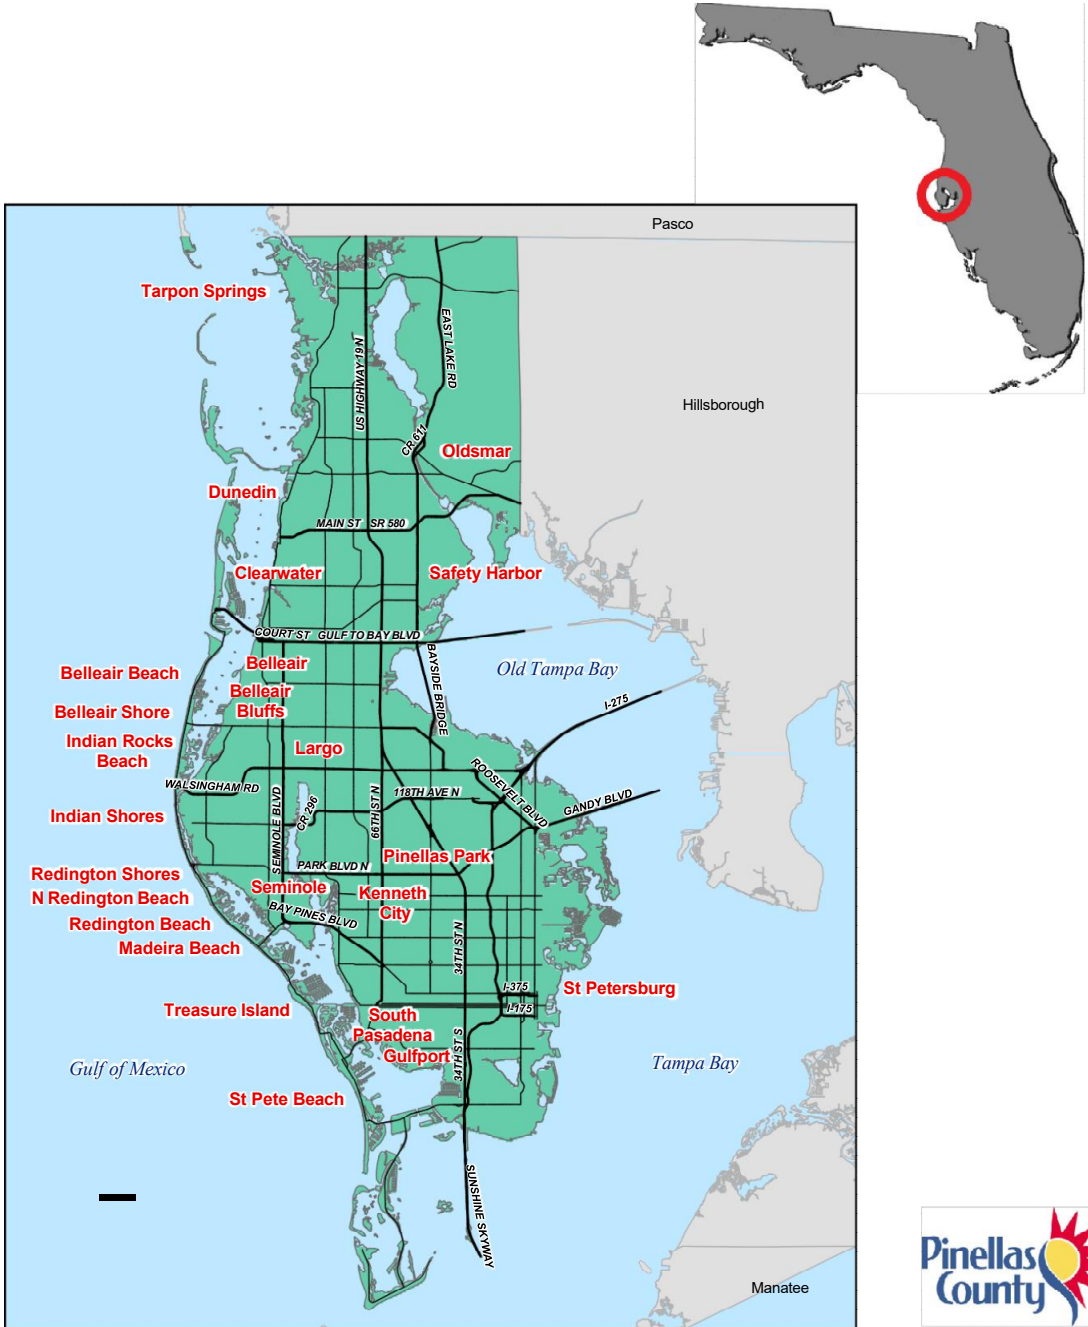 Pasco
Tarpon Springs
EAST LAKE RD
US HIGHWAY 19 N
Hillsborough
CR 611
Oldsmar
Dunedin
MAIN ST SR 580
Clearwater
Safety Harbor
COURT ST GULF TO BAY BLVD
Belleair
Old Tampa Bay
Belleair Beach
BAYSIDE BRIDGE
Belleair
Bluffs
I-275
Belleair Shore
Indian Rocks
Beach
Largo
WALSINGHAM RD
ROOSEVELT BLVD
118TH AVE N
GANDY BLVD
CR 296
66TH ST N
SEMINOLE BLVD
Indian Shores
Pinellas Park
PARK BLVD N
Redington Shores
Seminole
Kenneth
City
N Redington Beach
BAY PINES BLVD
Redington Beach
Madeira Beach
34TH ST N
I-375
St Petersburg
I-175
Treasure Island
South
Pasadena
Gulfport
34TH ST S
Gulf of Mexico
Tampa Bay
St Pete Beach
SUNSHINE SKYWAY
Manatee
Pinellas
County